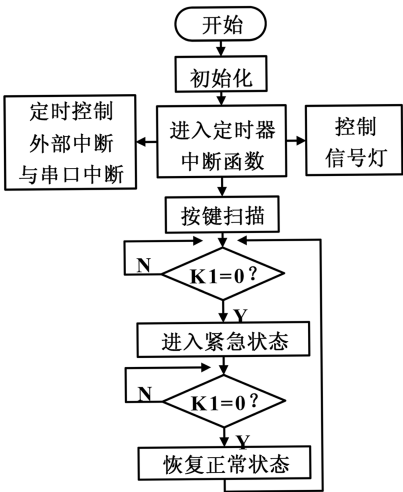 开始
初始化
定时控制
外部中断
与串口中断
进入定时器
中断函数
控制
信号灯
按键扫描
N
K1=0？
Y
进入紧急状态
N
K1=0？
Y
恢复正常状态